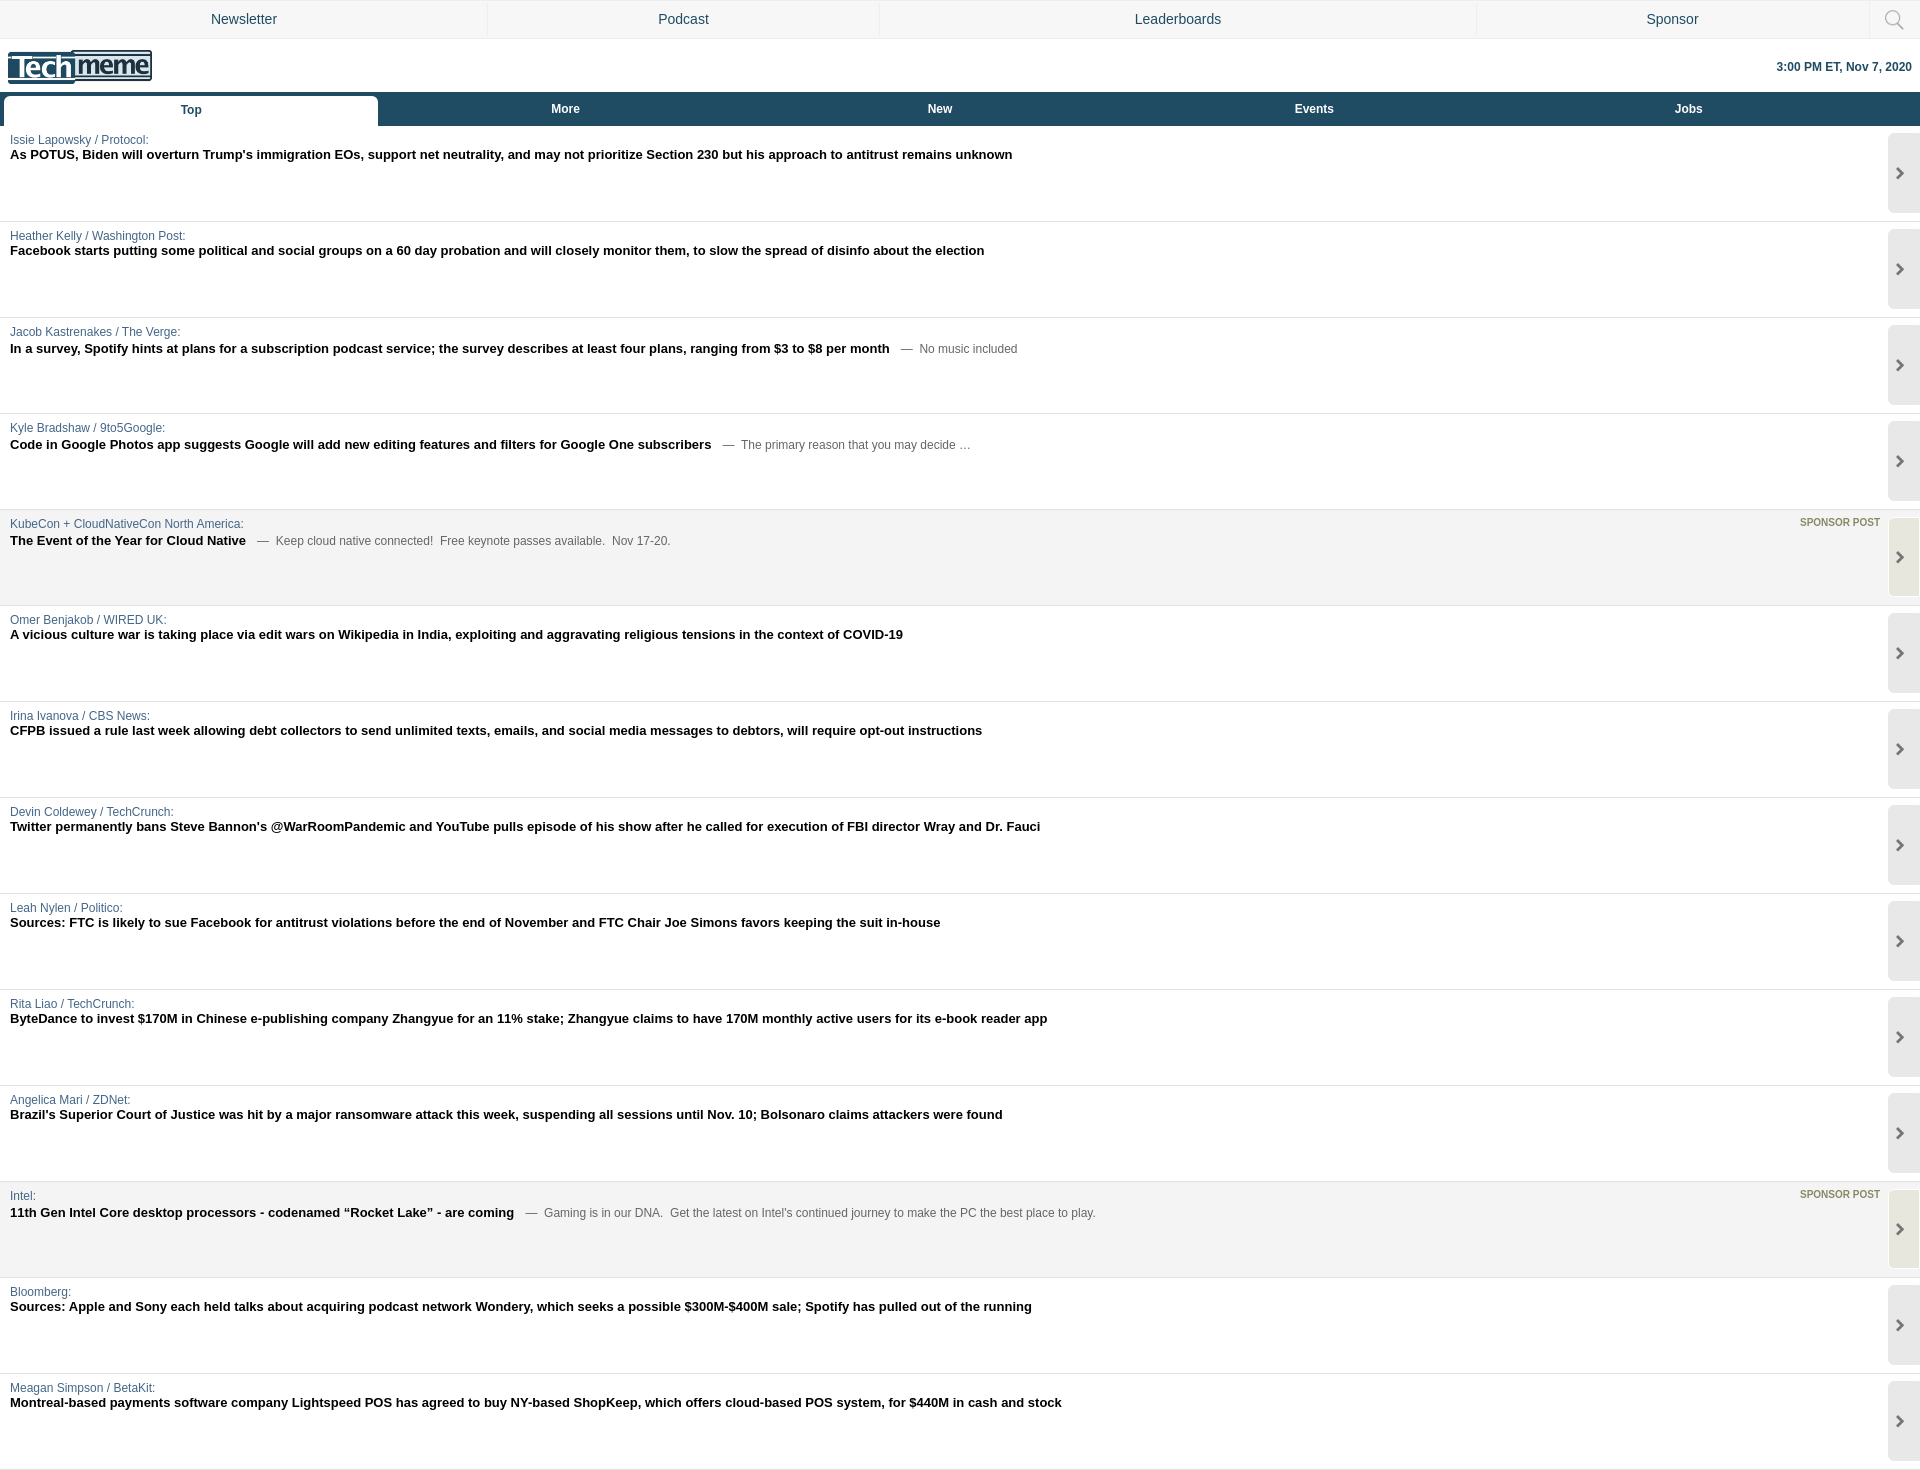 Newsletter
Podcast
Leaderboards
Sponsor
Techmeme
3:00 PM ET, Nov 7, 2020
Top
More
New
Events
Jobs
Issie Lapowsky / Protocol:
As POTUS, Biden will overturn Trump's immigration EOs, support net neutrality, and may not prioritize Section 230 but his approach to antitrust remains unknown
Heather Kelly / Washington Post:
Facebook starts putting some political and social groups on a 60 day probation and will closely monitor them, to slow the spread of disinfo about the election
Jacob Kastrenakes / The Verge:
In a survey, Spotify hints at plans for a subscription podcast service; the survey describes at least four plans, ranging from $3 to $8 per month — No music included
Kyle Bradshaw / 9to5Google:
Code in Google Photos app suggests Google will add new editing features and filters for Google One subscribers — The primary reason that you may decide …
KubeCon + CloudNativeCon North America:
SPONSOR POST
The Event of the Year for Cloud Native — Keep cloud native connected! Free keynote passes available. Nov 17-20.
Omer Benjakob / WIRED UK:
A vicious culture war is taking place via edit wars on Wikipedia in India, exploiting and aggravating religious tensions in the context of COVID-19
Irina Ivanova / CBS News:
CFPB issued a rule last week allowing debt collectors to send unlimited texts, emails, and social media messages to debtors, will require opt-out instructions
Devin Coldewey / TechCrunch:
Twitter permanently bans Steve Bannon's @WarRoomPandemic and YouTube pulls episode of his show after he called for execution of FBI director Wray and Dr. Fauci
Leah Nylen / Politico:
Sources: FTC is likely to sue Facebook for antitrust violations before the end of November and FTC Chair Joe Simons favors keeping the suit in-house
Rita Liao / TechCrunch:
ByteDance to invest $170M in Chinese e-publishing company Zhangyue for an 11% stake; Zhangyue claims to have 170M monthly active users for its e-book reader app
Angelica Mari / ZDNet:
Brazil's Superior Court of Justice was hit by a major ransomware attack this week, suspending all sessions until Nov. 10; Bolsonaro claims attackers were found
Intel:
SPONSOR POST
11th Gen Intel Core desktop processors - codenamed “Rocket Lake” - are coming — Gaming is in our DNA. Get the latest on Intel's continued journey to make the PC the best place to play.
Bloomberg:
Sources: Apple and Sony each held talks about acquiring podcast network Wondery, which seeks a possible $300M-$400M sale; Spotify has pulled out of the running
Meagan Simpson / BetaKit:
Montreal-based payments software company Lightspeed POS has agreed to buy NY-based ShopKeep, which offers cloud-based POS system, for $440M in cash and stock